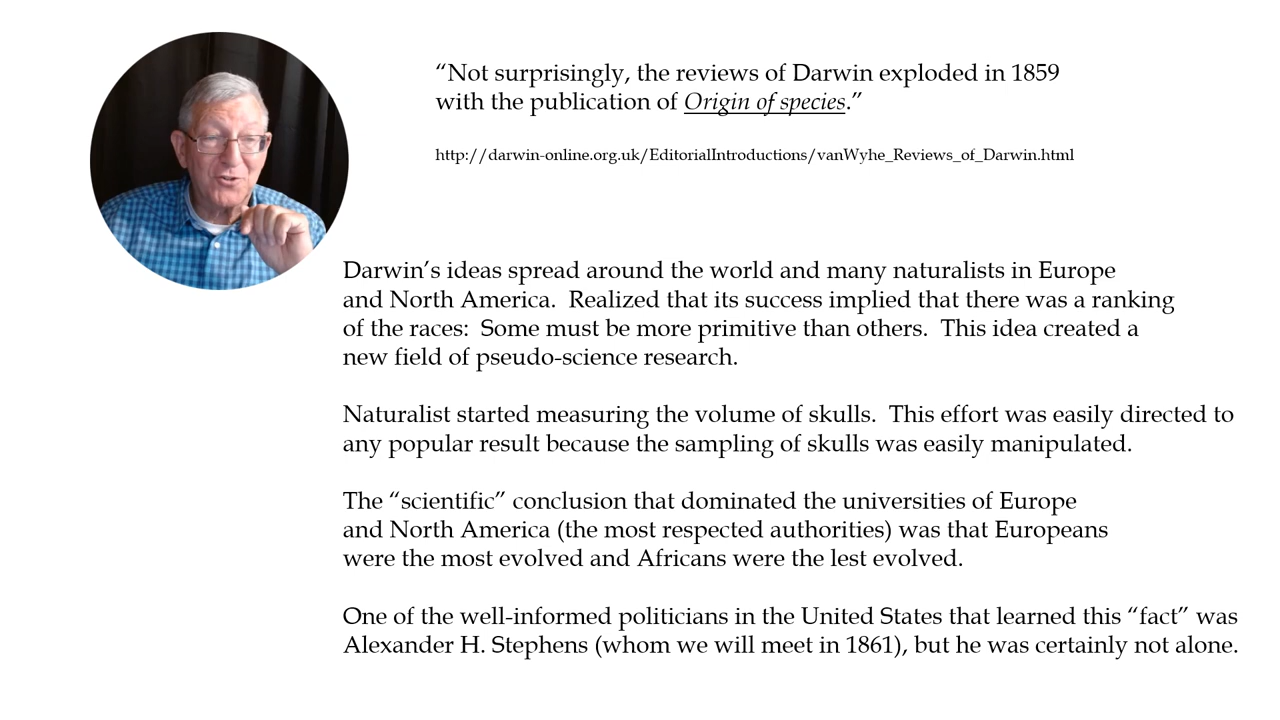 “Not surprisingly, the reviews of Darwin exploded in 1859
with the publication of Origin of species.”
http://darwin-online.org.uk/EditorialIntroductions/vanWyhe_Reviews_of_Darwin.html
Darwin’s ideas spread around the world and many naturalists in Europe
and North America.  Realized that its success implied that there was a ranking
of the races:  Some must be more primitive than others.  This idea created a
new field of pseudo-science research.
Naturalist started measuring the volume of skulls.  This effort was easily directed to
any popular result because the sampling of skulls was easily manipulated.
The “scientific” conclusion that dominated the universities of Europe
and North America (the most respected authorities) was that Europeans
were the most evolved and Africans were the lest evolved.
One of the well-informed politicians in the United States that learned this “fact” was
Alexander H. Stephens (whom we will meet in 1861), but he was certainly not alone.